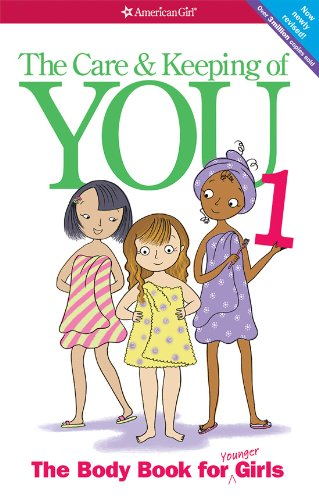 American Girl
Now
newly
revised!
Over 3 million copies sold
The Care & Keeping of
YOU
1
The Body Book for Younger Girls